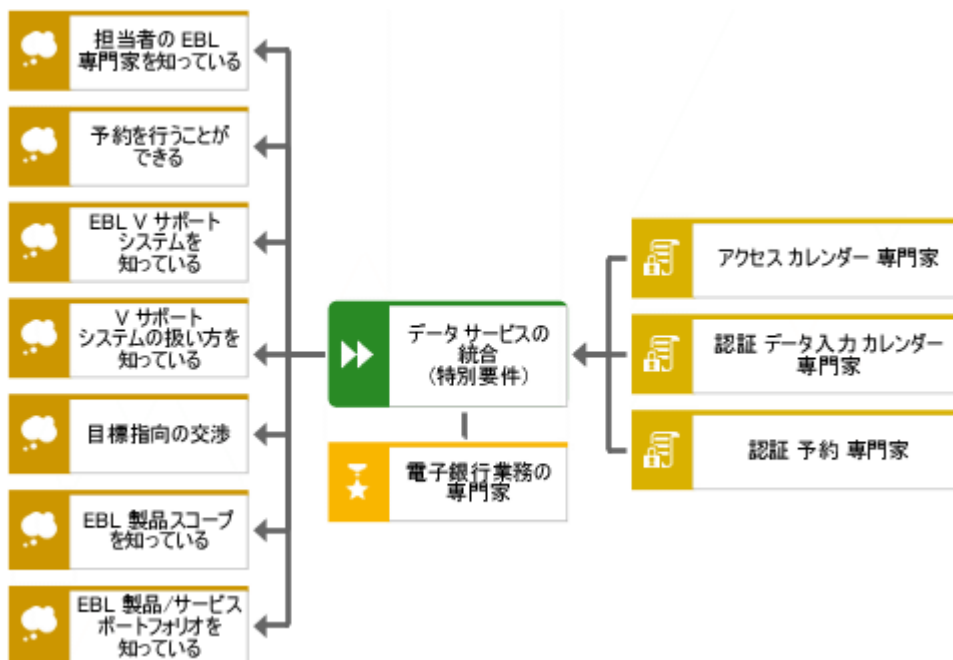 担当者の EBL
専門家を知っている
予約を行うことが
できる
EBL V サポート
システムを
知っている
V サポート
システムの扱い方を
知っている
目標指向の交渉
EBL 製品スコープ
を知っている
EBL 製品/サービス
ポートフォリオを
知っている
データ サービスの
統合
(特別要件)
電子銀行業務の
専門家
アクセス カレンダー 専門家
認証 データ入力 カレンダー
専門家
認証 予約 専門家